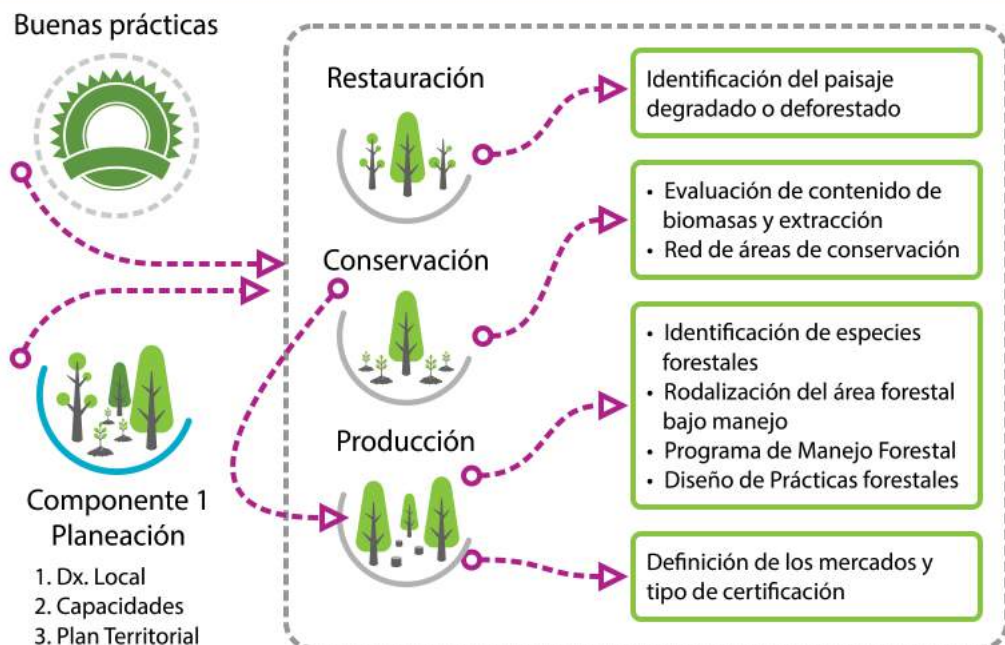 Buenas prácticas
Componente 1
Planeación
1. Dx. Local
2. Capacidades
3. Plan Territorial
Restauración
Identificación del paisaje
degradado o deforestado
Conservación
• Evaluación de contenido de
biomasas y extracción
• Red de áreas de conservación
Producción
• Identificación de especies
forestales
• Rodalización del área forestal
bajo manejo
• Programa de Manejo Forestal
• Diseño de Prácticas forestales
Definición de los mercados y
tipo de certificación